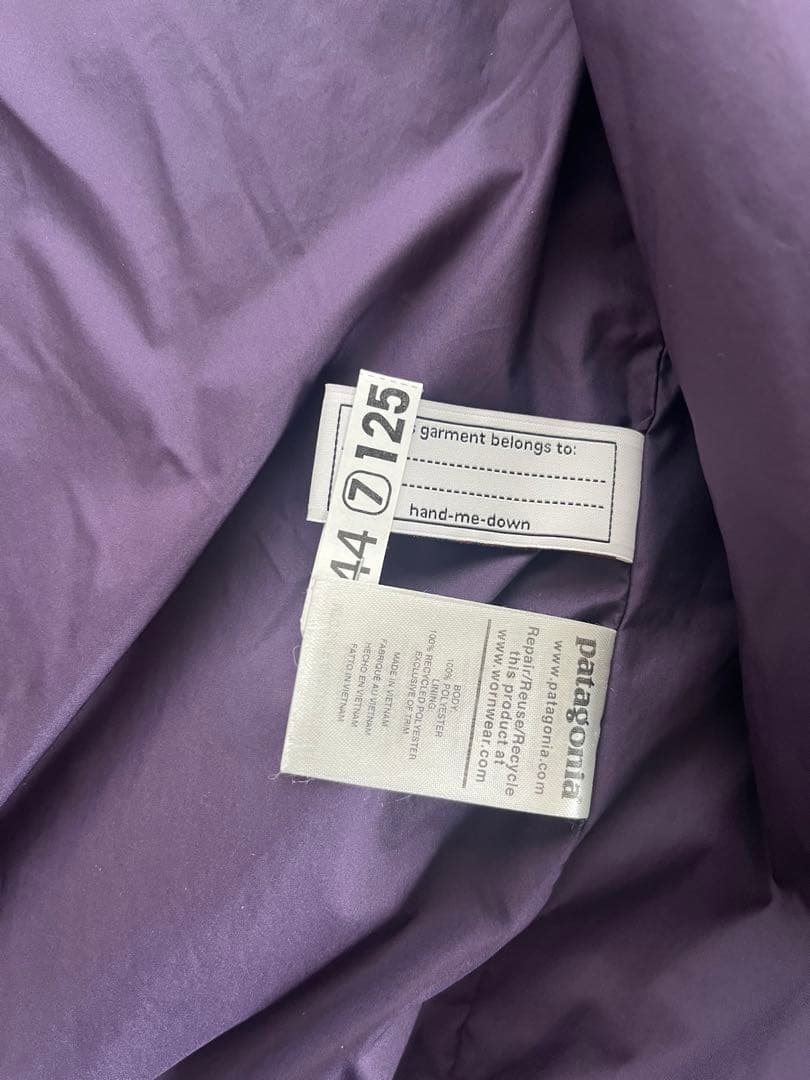 garment belongs to:
hand-me-down
44 7 125
patagonia
www.patagonia.com
Repair/Reuse/Recycle
this product at
www.wornwear.com
BODY:
100% POLYESTER
LINING:
100% RECYCLED POLYESTER
EXCLUSIVE OF TRIM
MADE IN VIETNAM
FABRIQUÉ AU VIETNAM
HECHO EN VIETNAM
FATTO IN VIETNAM